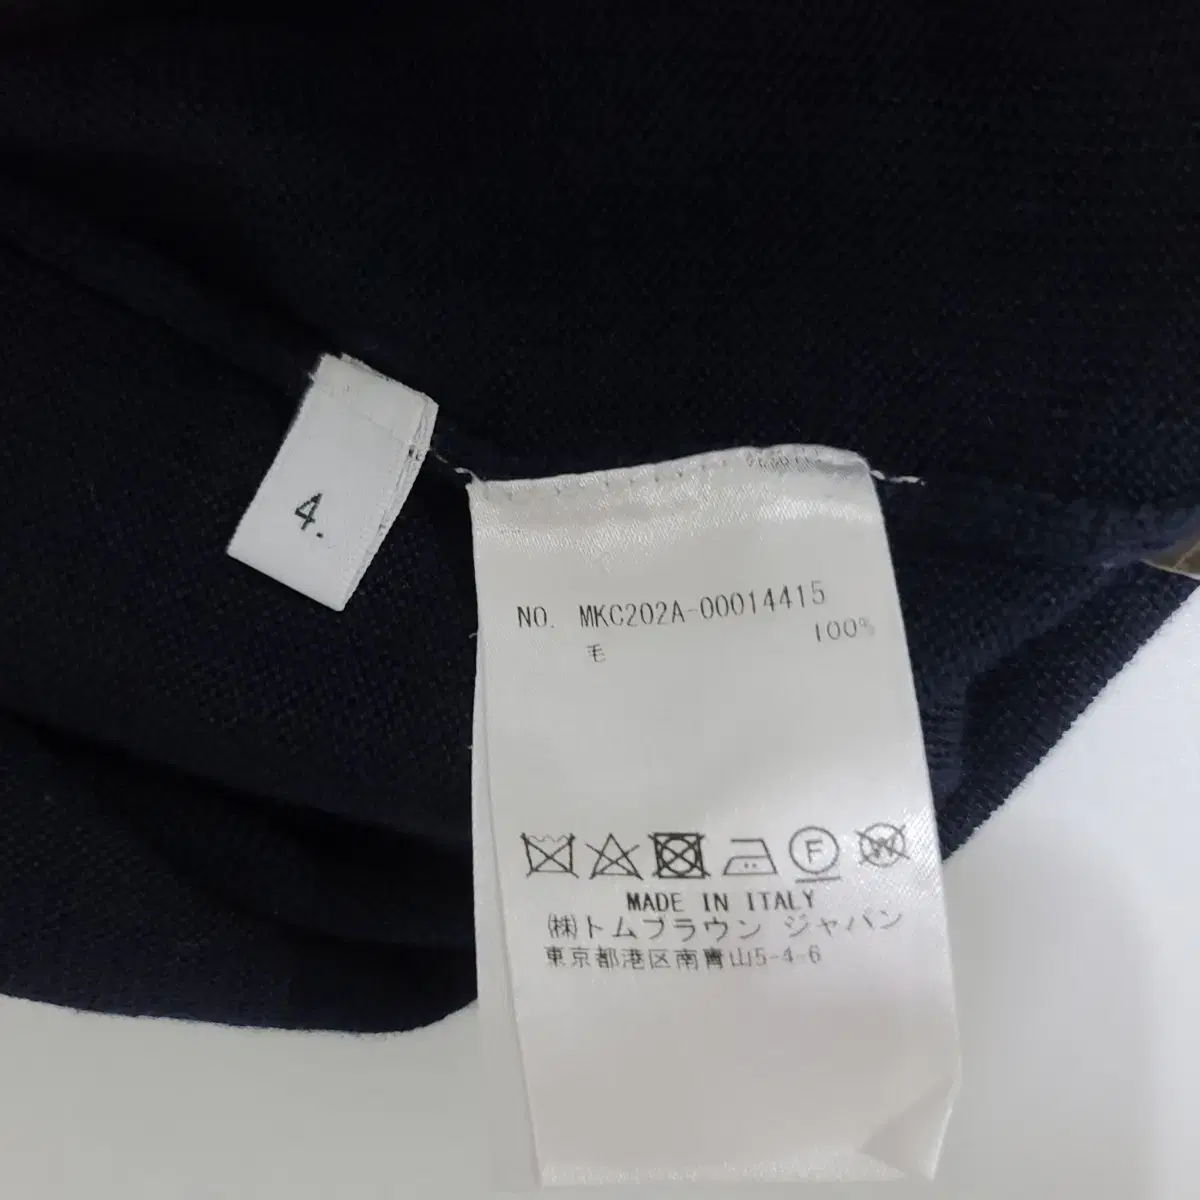 4.
NO. MKC202A-00014415
毛 100%
F W
MADE IN ITALY
㈱トムブラウン ジャパン
東京都港区南青山5-4-6